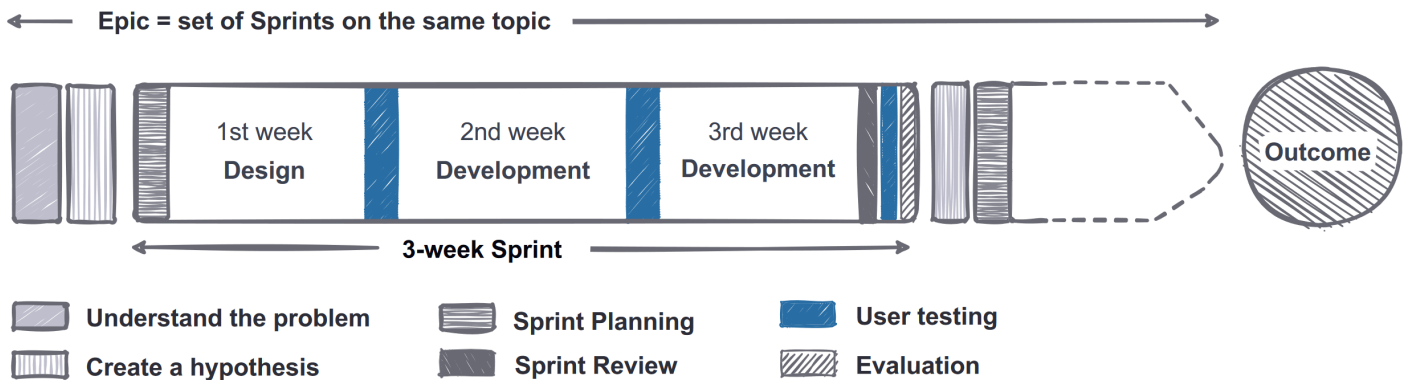 Epic = set of Sprints on the same topic
1st week
Design
2nd week
Development
3rd week
Development
Outcome
3-week Sprint
Understand the problem
Sprint Planning
User testing
Create a hypothesis
Sprint Review
Evaluation